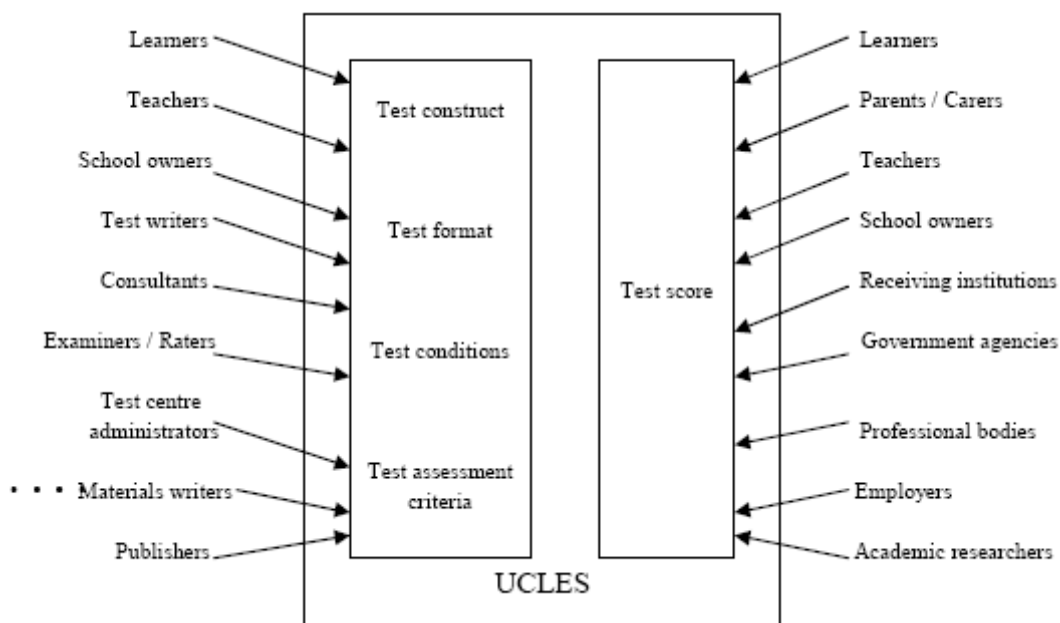 Learners
Teachers
School owners
Test writers
Consultants
Examiners / Raters
Test centre
administrators
Materials writers
Publishers
Test construct
Test format
Test conditions
Test assessment
criteria
Test score
UCLES
Learners
Parents / Carers
Teachers
School owners
Receiving institutions
Government agencies
Professional bodies
Employers
Academic researchers